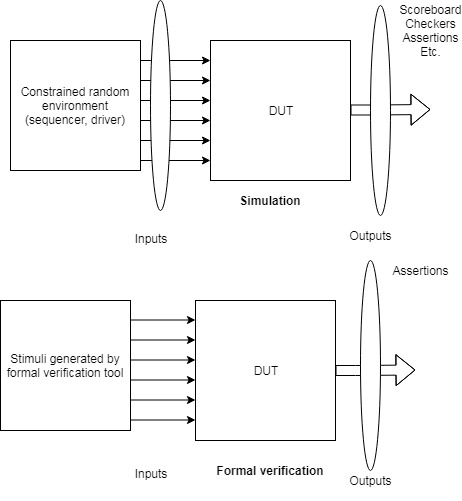 Scoreboard
Checkers
Assertions
Etc.
Constrained random
environment
(sequencer, driver)
DUT
Simulation
Inputs
Outputs
Assertions
Stimuli generated by
formal verification tool
DUT
Inputs
Formal verification
Outputs